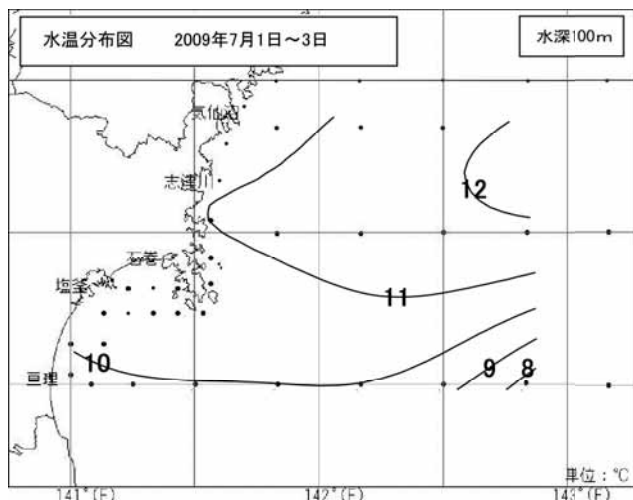 水温分布図 2009年7月1日～3日
水深100m
気仙沼
志津川
12
石巻
塩釜
11
10
9
8
亘理
単位：℃
141°(E)
142°(E)
143°(E)